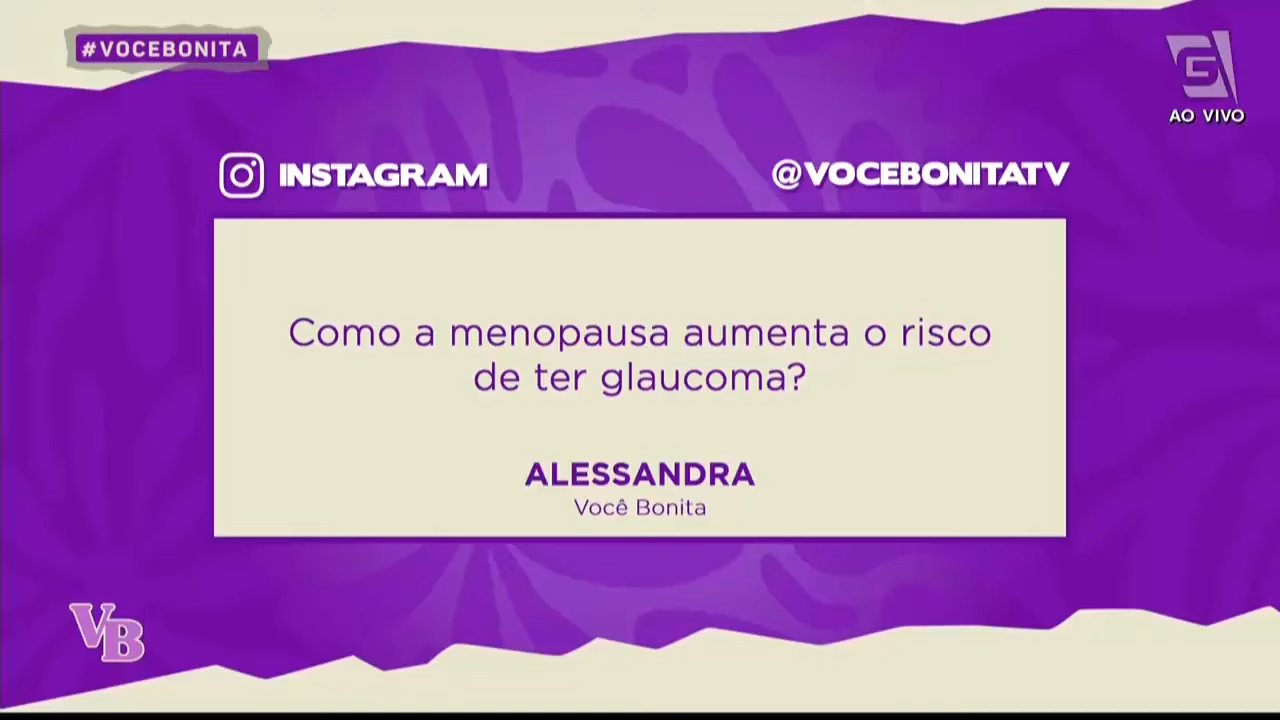 #VOCEBONITA
G
AO VIVO
INSTAGRAM
@VOCEBONITATV
Como a menopausa aumenta o risco
de ter glaucoma?
ALESSANDRA
Você Bonita
VB